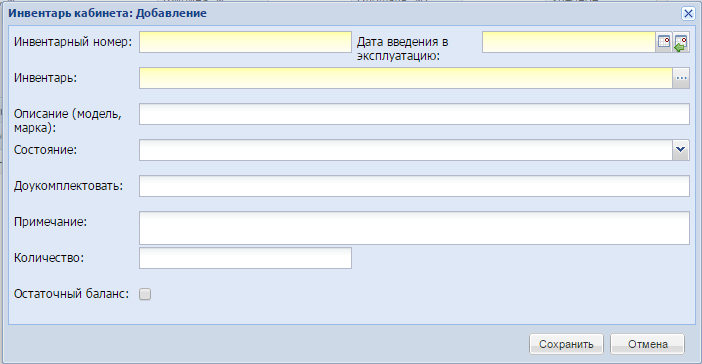 Инвентарь кабинета: Добавление
Инвентарный номер:
Дата введения в
эксплуатацию:
Инвентарь:
...
Описание (модель,
марка):
Состояние:
Доукомплектовать:
Примечание:
Количество:
Остаточный баланс:
Сохранить
Отмена